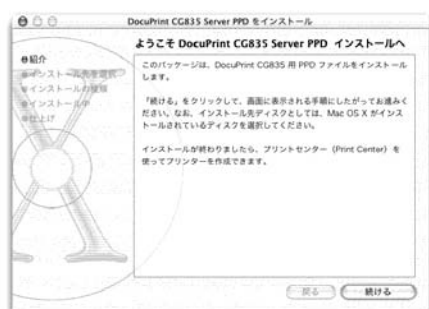 DocuPrint CG835 Server PPD をインストール
ようこそ DocuPrint CG835 Server PPD インストールへ
紹介
インストール先を選択
インストールの種類
インストール中
仕上げ
このパッケージは、DocuPrint CG835 用 PPD ファイルをインストール
します。
「続ける」をクリックして、画面に表示される手順にしたがってお進みく
ださい。なお、インストール先ディスクとしては、Mac OS X がインス
トールされているディスクを選択してください。
インストールが終わりましたら、プリントセンター（Print Center）を
使ってプリンターを作成できます。
戻る
続ける